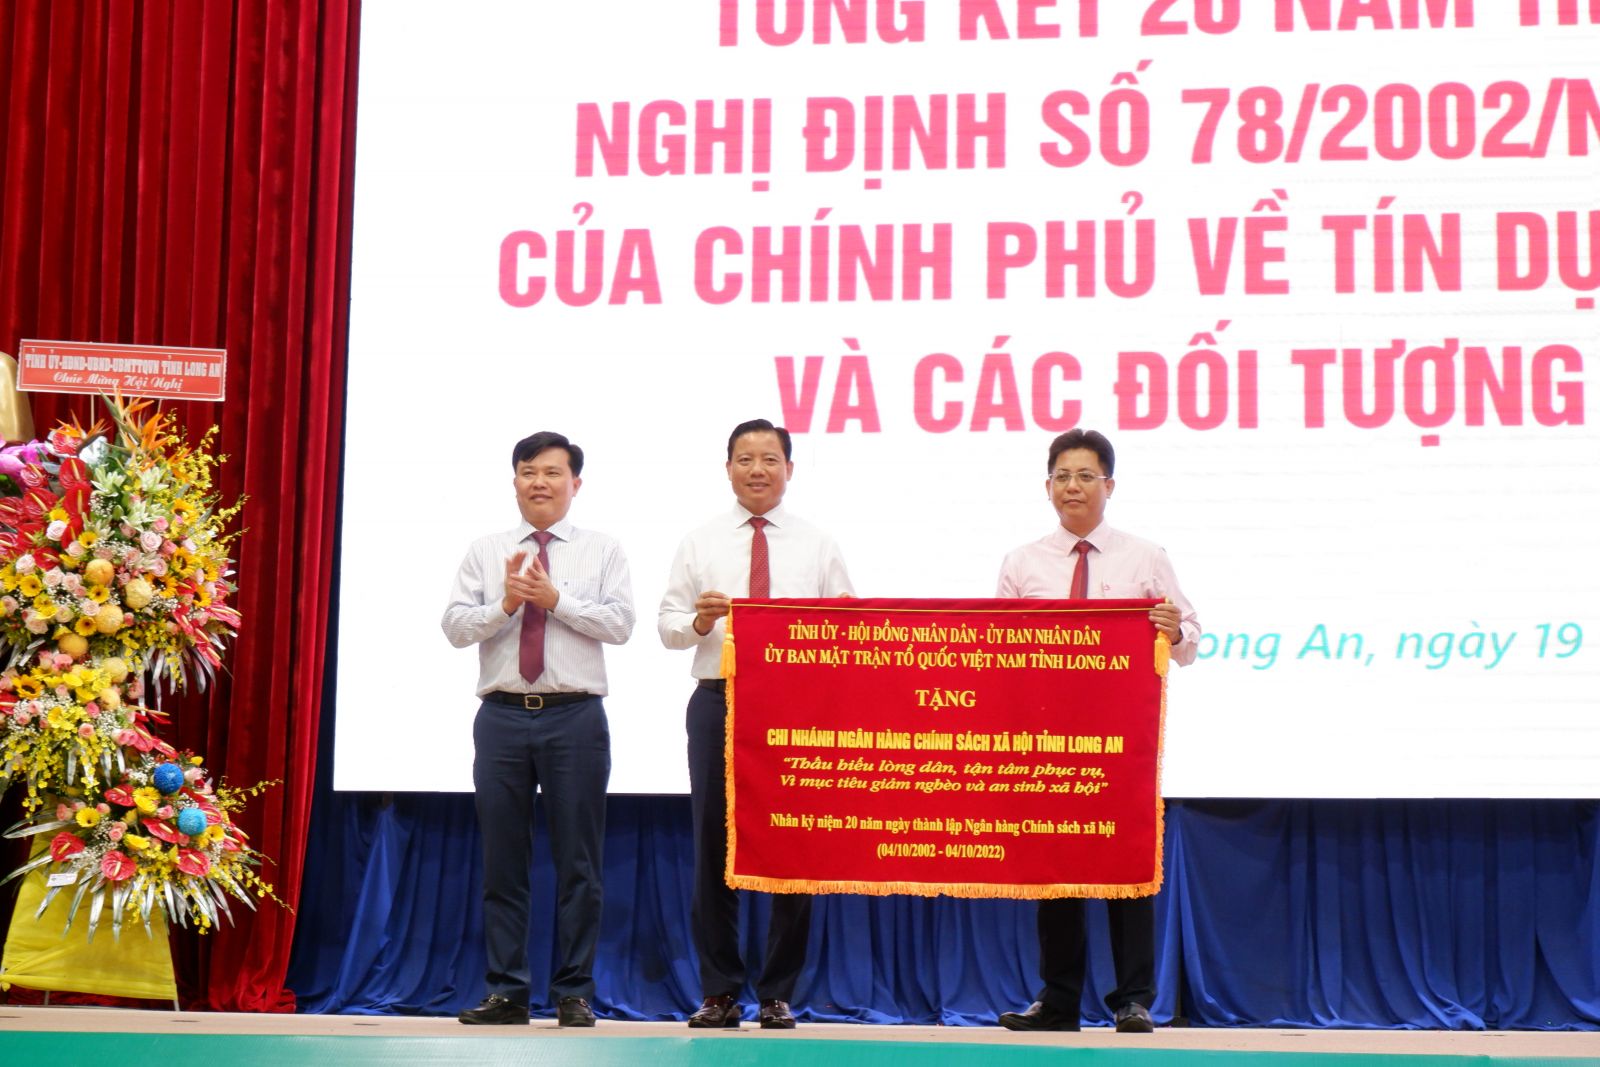 TỔNG KẾT 20 NĂM
NGHỊ ĐỊNH SỐ 78/2002/N
CỦA CHÍNH PHỦ VỀ TÍN DỤ
VÀ CÁC ĐỐI TƯỢNG
ong An, ngày 19
TỈNH ỦY-HĐND-UBND-UBMTTQVN TỈNH LONG AN
Chúc Mừng Hội Nghị
TỈNH ỦY - HỘI ĐỒNG NHÂN DÂN - ỦY BAN NHÂN DÂN
ỦY BAN MẶT TRẬN TỔ QUỐC VIỆT NAM TỈNH LONG AN
TẶNG
CHI NHÁNH NGÂN HÀNG CHÍNH SÁCH XÃ HỘI TỈNH LONG AN
“Thấu hiểu lòng dân, tận tâm phục vụ,
Vì mục tiêu giảm nghèo và an sinh xã hội”
Nhân kỷ niệm 20 năm ngày thành lập Ngân hàng Chính sách xã hội
(04/10/2002 - 04/10/2022)